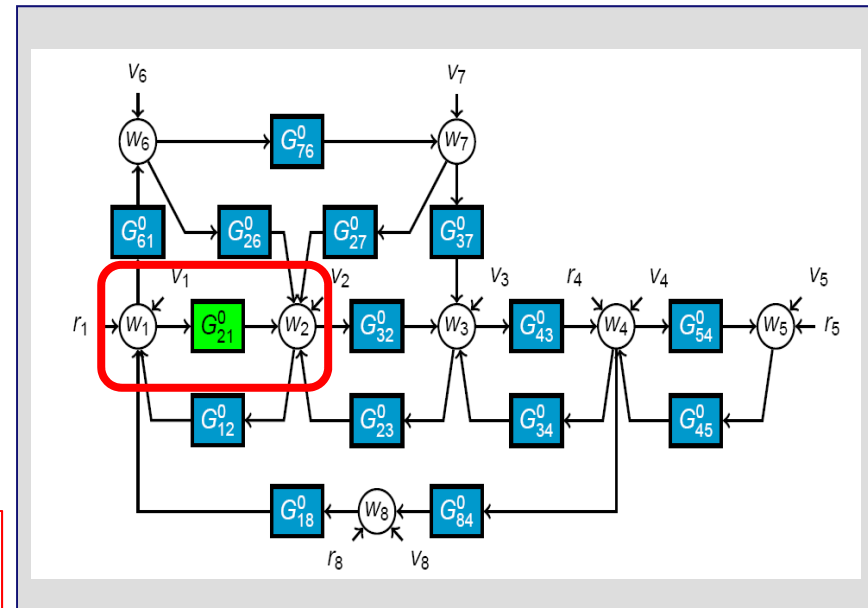 v6 v7
w6 G⁰76 w7
G⁰61 G⁰26 G⁰27 G⁰37
v1 v2 v3 r4 v4 v5
r1 w1 G⁰21 w2 G⁰32 w3 G⁰43 w4 G⁰54 w5 r5
G⁰12 G⁰23 G⁰34 G⁰45
G⁰18 w8 G⁰84
r8 v8